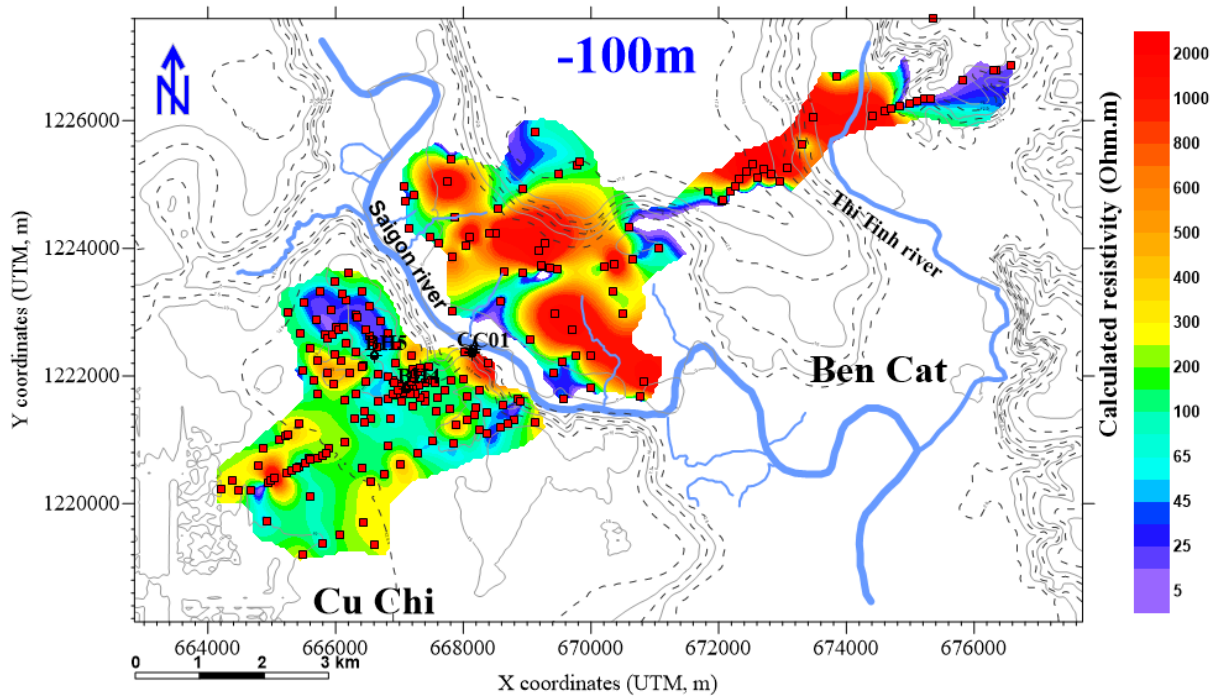 -100m
N
1226000
1224000
1222000
1220000
Y coordinates (UTM, m)
Saigon river
Thi Tinh river
BH5
CC01
Ben Cat
Cu Chi
664000
666000
668000
670000
672000
674000
676000
0 1 2 3 km
X coordinates (UTM, m)
Calculated resistivity (Ohm.m)
2000
1000
800
600
500
400
300
200
100
65
45
25
5